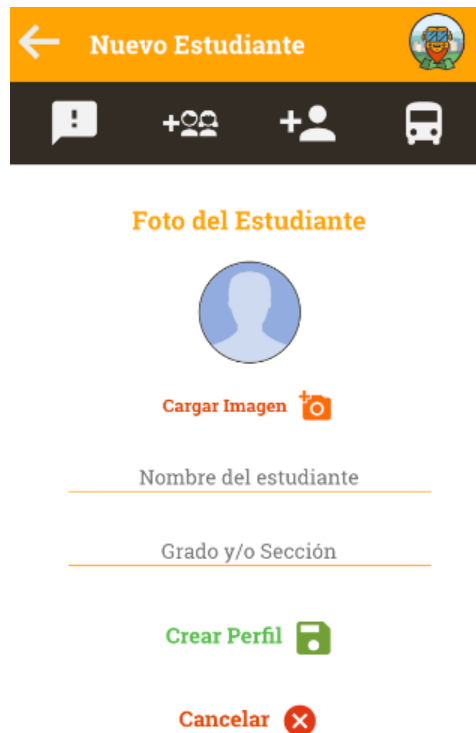 Nuevo Estudiante
Foto del Estudiante
Cargar Imagen
Nombre del estudiante
Grado y/o Sección
Crear Perfil
Cancelar